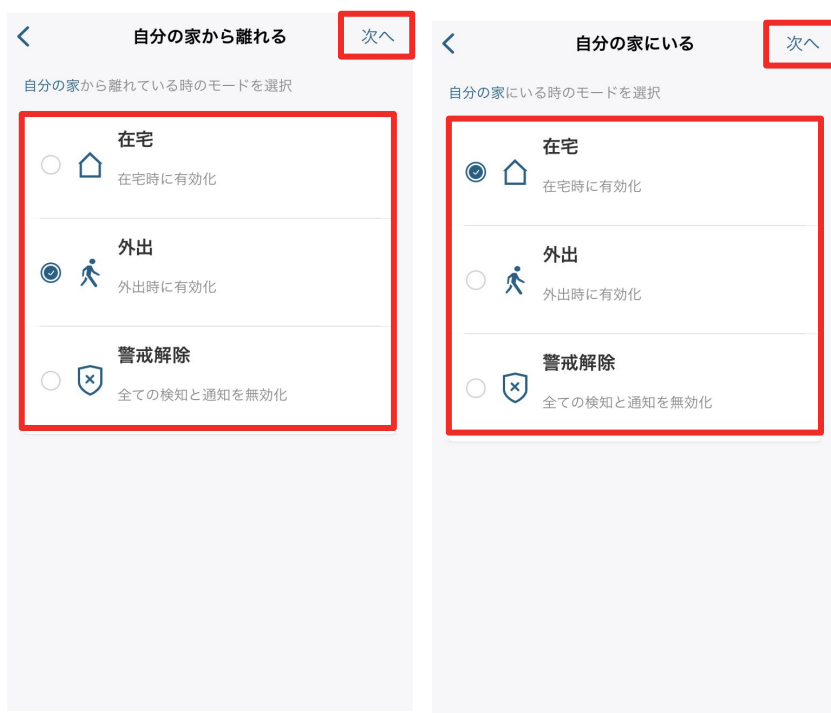 自分の家から離れる
次へ
自分の家から離れている時のモードを選択
在宅
在宅時に有効化
外出
外出時に有効化
警戒解除
全ての検知と通知を無効化
自分の家にいる
次へ
自分の家にいる時のモードを選択
在宅
在宅時に有効化
外出
外出時に有効化
警戒解除
全ての検知と通知を無効化